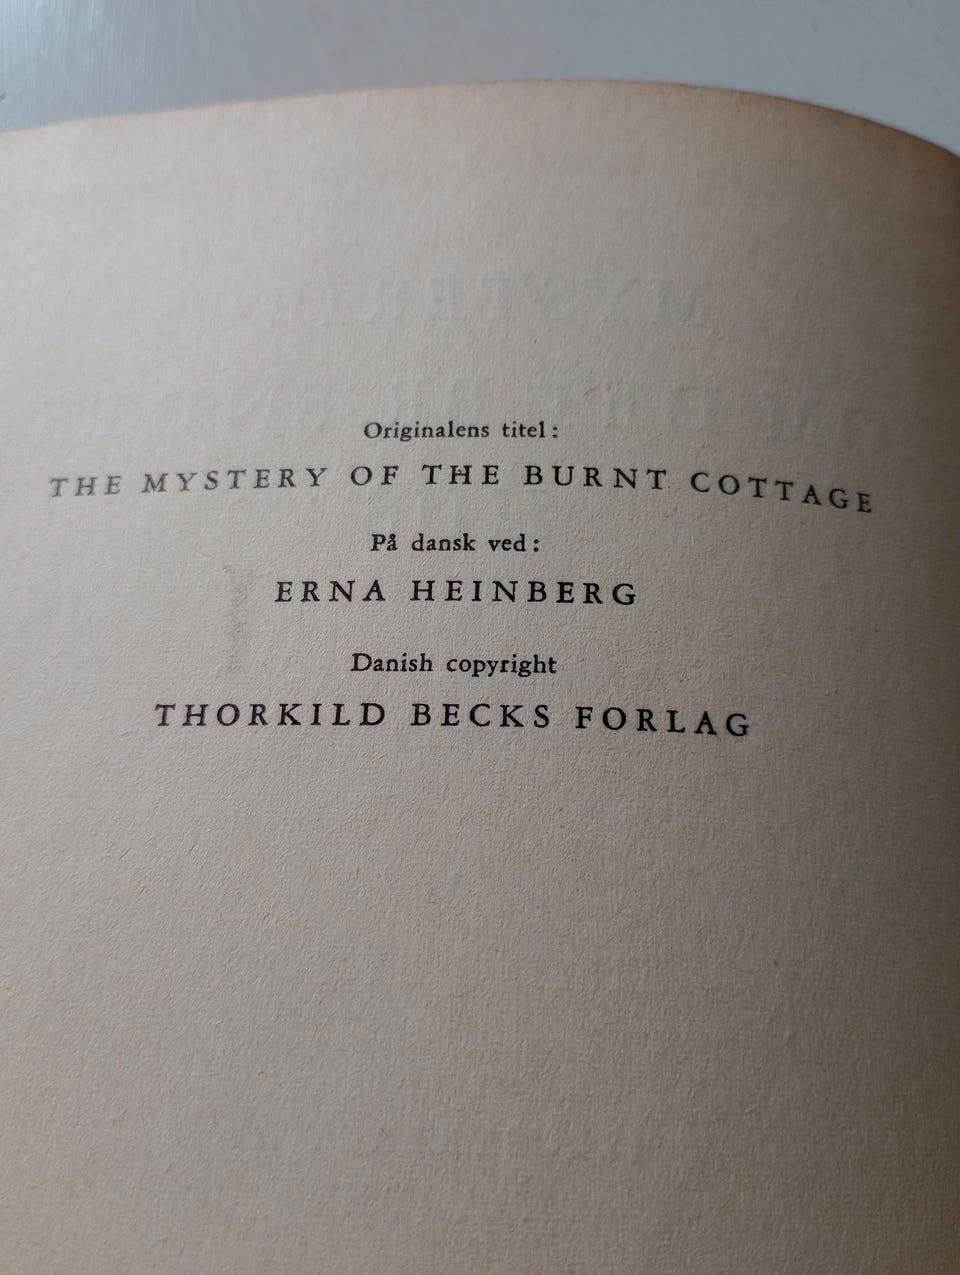 Originalens titel:
THE MYSTERY OF THE BURNT COTTAGE
På dansk ved:
ERNA HEINBERG
Danish copyright
THORKILD BECKS FORLAG